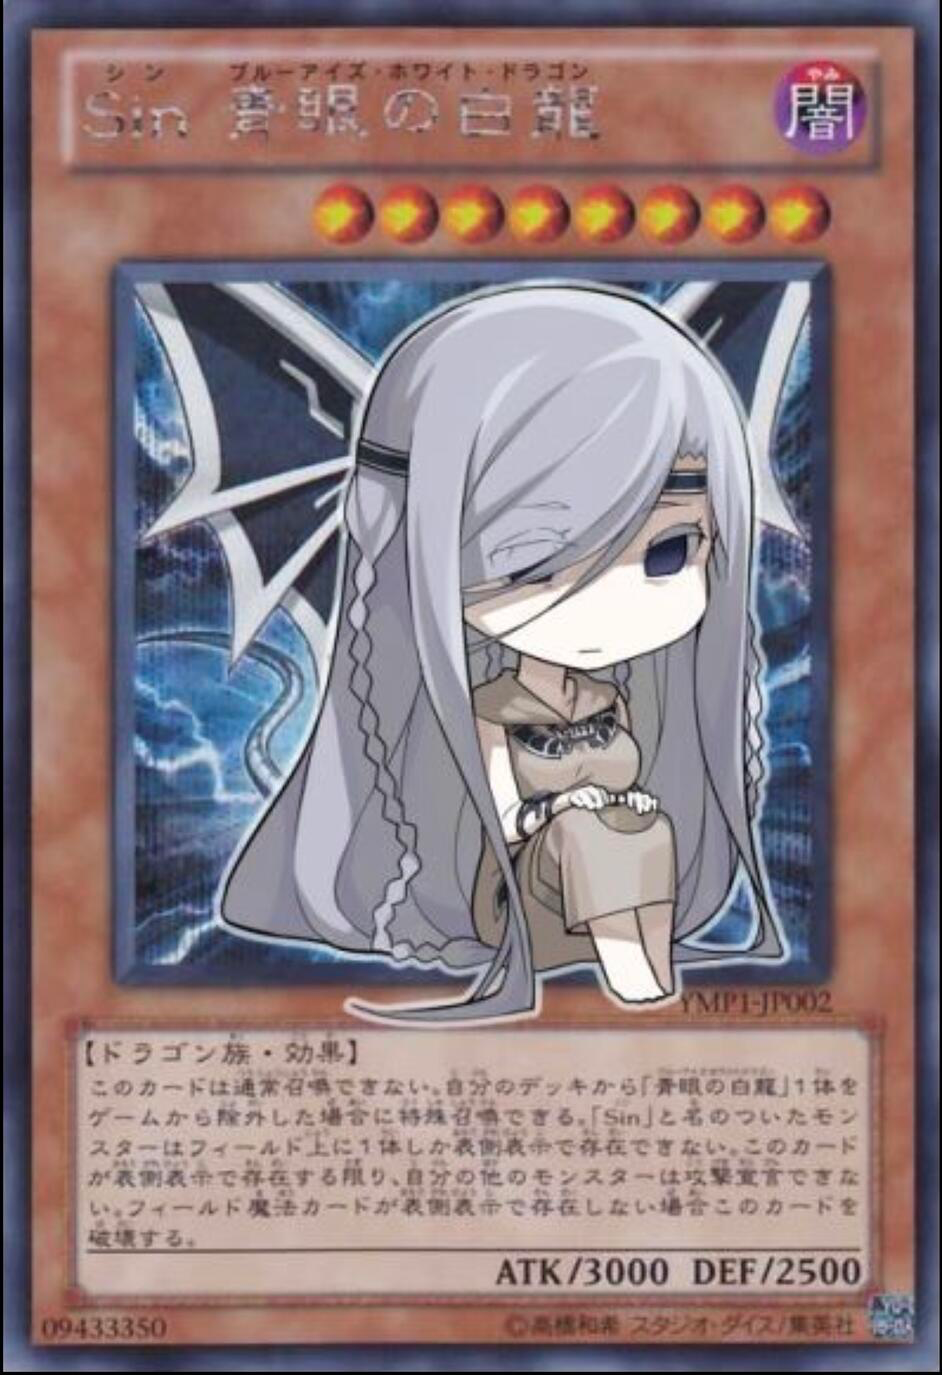 シン ブルーアイズ・ホワイト・ドラゴン
Sin 青眼の白龍
やみ
闇
YMP1-JP002
【ドラゴン族・効果】
このカードは通常召喚できない。自分のデッキから「青眼の白龍」1体を
ゲームから除外した場合に特殊召喚できる。「Sin」と名のついたモン
スターはフィールド上に1体しか表側表示で存在できない。このカード
が表側表示で存在する限り、自分の他のモンスターは攻撃宣言できな
い。フィールド魔法カードが表側表示で存在しない場合このカードを
破壊する。
ATK/3000 DEF/2500
09433350
©高橋和希 スタジオ・ダイス/集英社